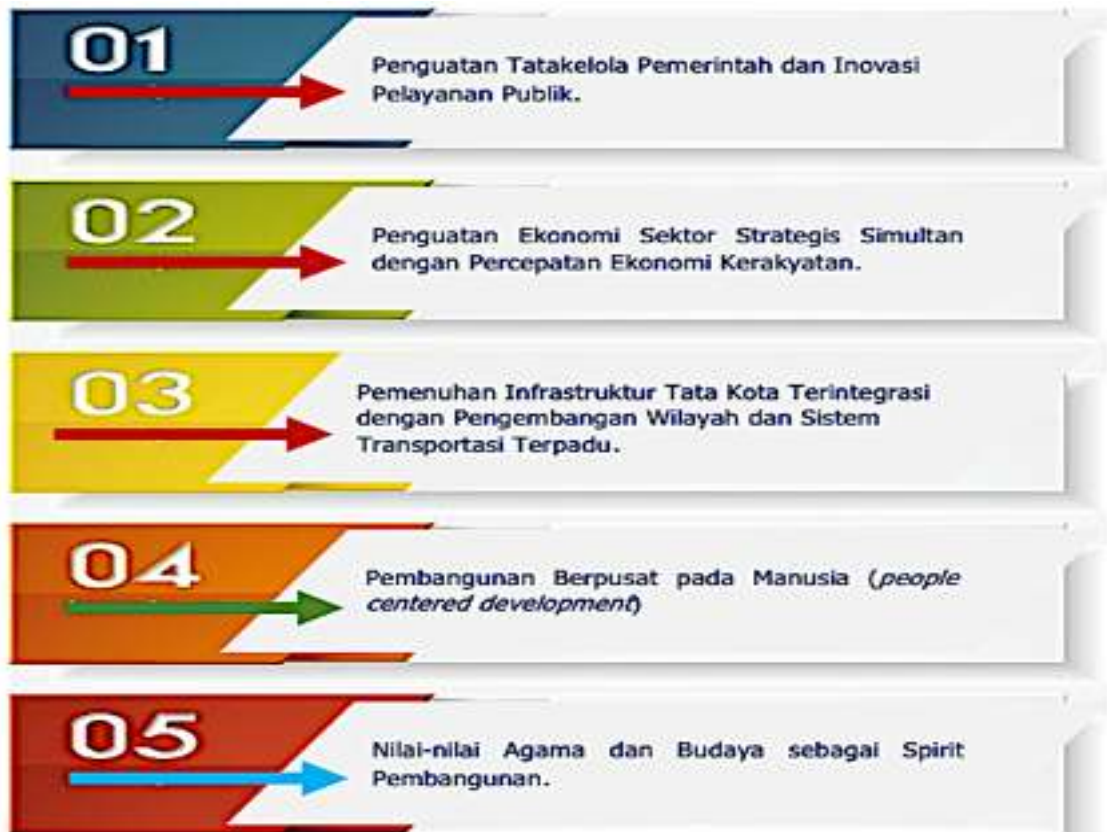 01
Penguatan Tatakelola Pemerintah dan Inovasi
Pelayanan Publik.
02
Penguatan Ekonomi Sektor Strategis Simultan
dengan Percepatan Ekonomi Kerakyatan.
03
Pemenuhan Infrastruktur Tata Kota Terintegrasi
dengan Pengembangan Wilayah dan Sistem
Transportasi Terpadu.
04
Pembangunan Berpusat pada Manusia (people
centered development)
05
Nilai-nilai Agama dan Budaya sebagai Spirit
Pembangunan.